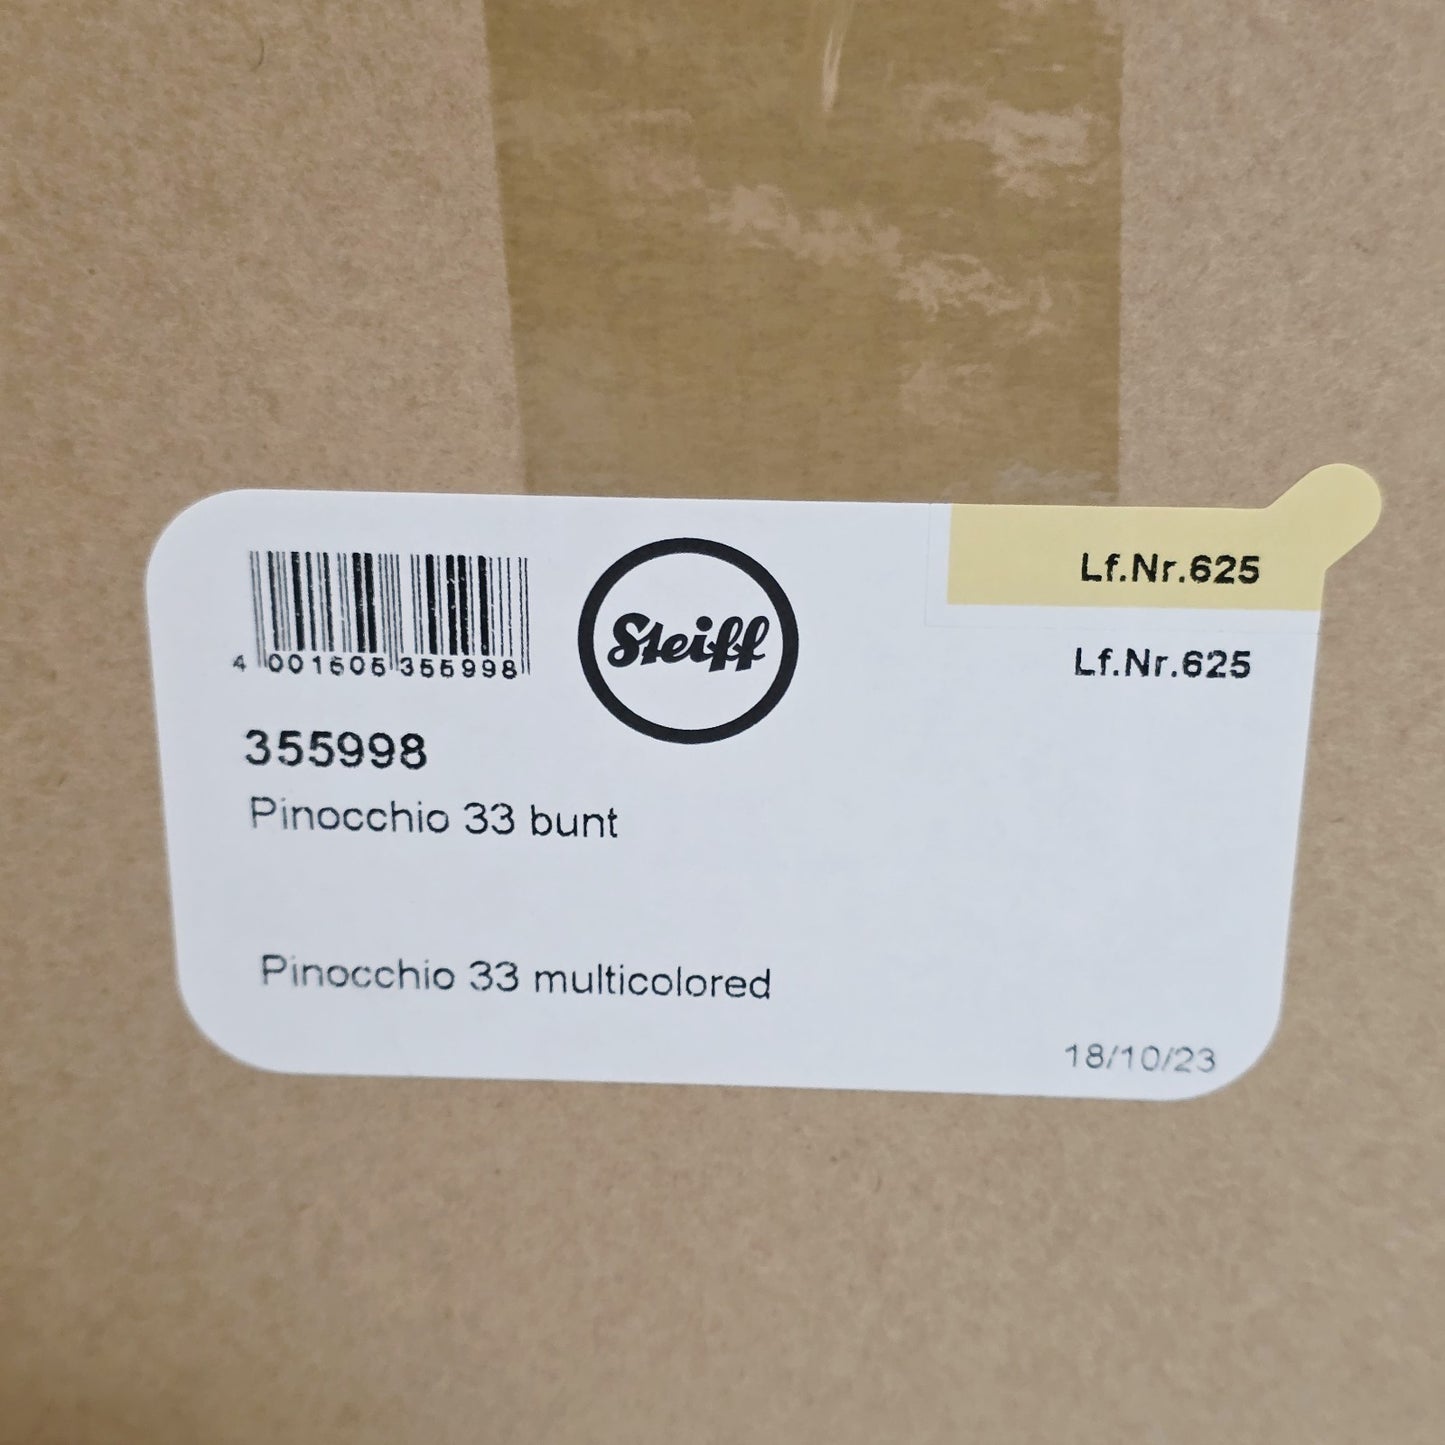 Lf.Nr.625
4 001505 355998
Steiff
Lf.Nr.625
355998
Pinocchio 33 bunt
Pinocchio 33 multicolored
18/10/23